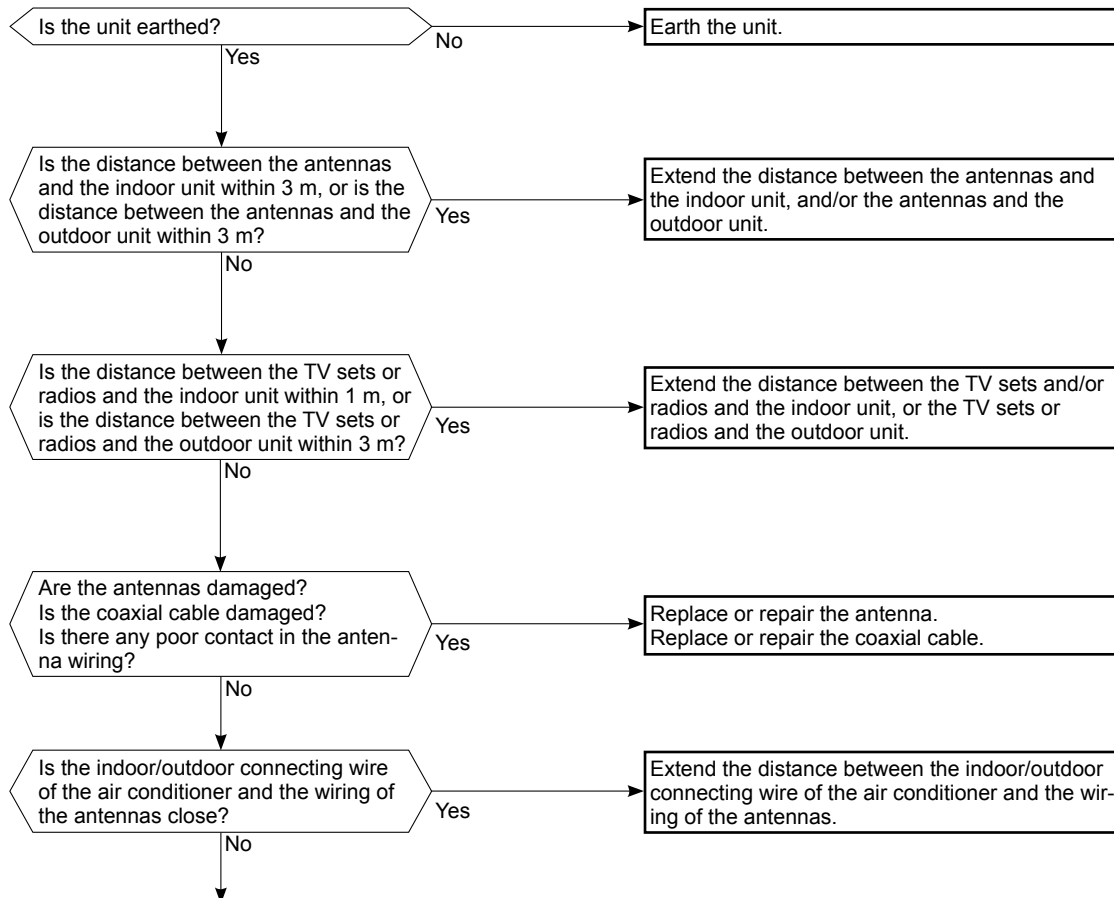 Is the unit earthed?
No
Earth the unit.
Yes
Is the distance between the antennas
and the indoor unit within 3 m, or is the
distance between the antennas and the
outdoor unit within 3 m?
Yes
Extend the distance between the antennas and
the indoor unit, and/or the antennas and the
outdoor unit.
No
Is the distance between the TV sets or
radios and the indoor unit within 1 m, or
is the distance between the TV sets or
radios and the outdoor unit within 3 m?
Yes
Extend the distance between the TV sets and/or
radios and the indoor unit, or the TV sets or
radios and the outdoor unit.
No
Are the antennas damaged?
Is the coaxial cable damaged?
Is there any poor contact in the anten-
na wiring?
Yes
Replace or repair the antenna.
Replace or repair the coaxial cable.
No
Is the indoor/outdoor connecting wire
of the air conditioner and the wiring of
the antennas close?
Yes
Extend the distance between the indoor/outdoor
connecting wire of the air conditioner and the wir-
ing of the antennas.
No